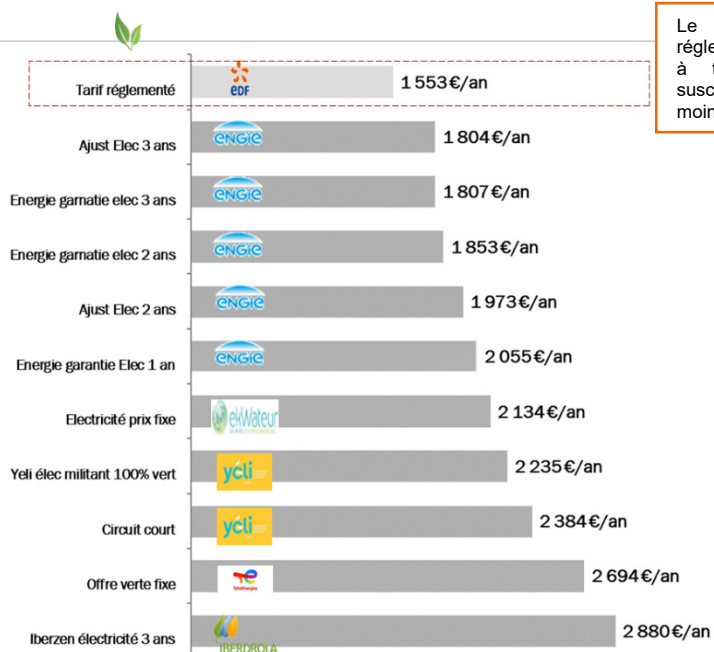 Le
régle
à t
susc
moin
Tarif réglementé eDF 1 553€/an
Ajust Elec 3 ans ENGIE 1 804€/an
Energie garnatie elec 3 ans ENGIE 1 807€/an
Energie garnatie elec 2 ans ENGIE 1 853€/an
Ajust Elec 2 ans ENGIE 1 973€/an
Energie garantie Elec 1 an ENGIE 2 055€/an
Electricité prix fixe ekWateur 2 134€/an
Yeli élec militant 100% vert yéli 2 235€/an
Circuit court yéli 2 384€/an
Offre verte fixe TotalEnergies 2 694€/an
Iberzen électricité 3 ans IBERDROLA 2 880€/an